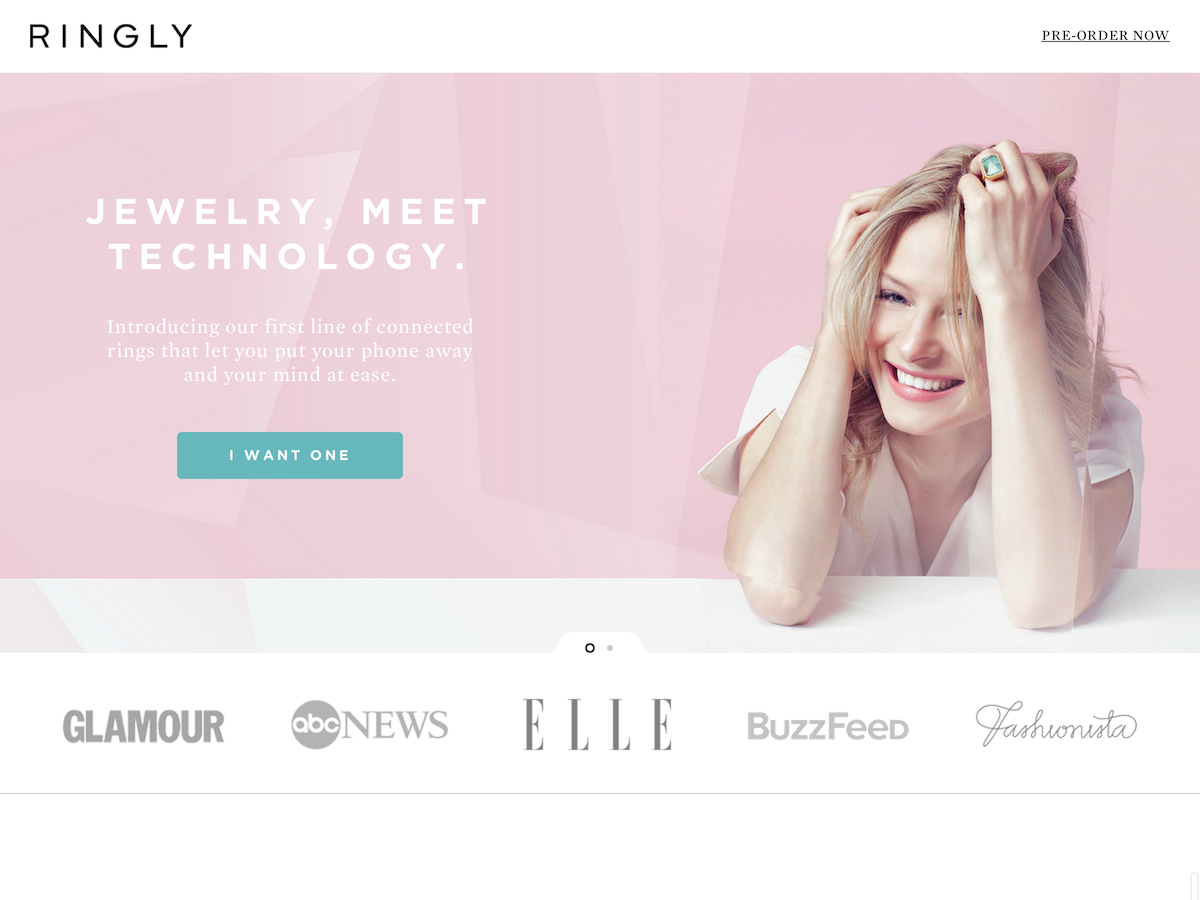 RINGLY
PRE-ORDER NOW
JEWELRY, MEET
TECHNOLOGY.
Introducing our first line of connected
rings that let you put your phone away
and your mind at ease.
I WANT ONE
GLAMOUR
abc NEWS
ELLE
BuzzFeeD
Fashionista